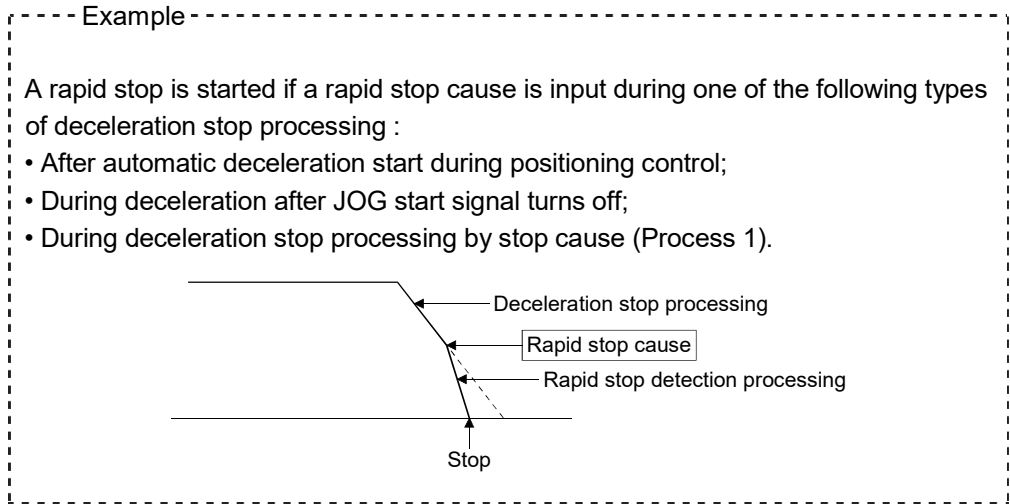 Example
A rapid stop is started if a rapid stop cause is input during one of the following types
of deceleration stop processing :
• After automatic deceleration start during positioning control;
• During deceleration after JOG start signal turns off;
• During deceleration stop processing by stop cause (Process 1).
Deceleration stop processing
Rapid stop cause
Rapid stop detection processing
Stop